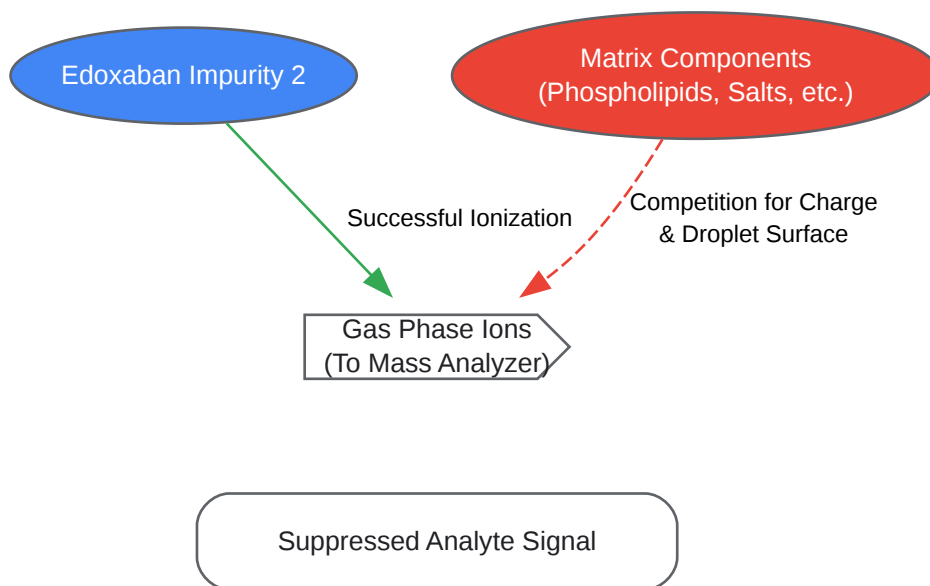 Edoxaban Impurity 2
Matrix Components
(Phospholipids, Salts, etc.)
Successful Ionization
Competition for Charge
& Droplet Surface
Gas Phase Ions
(To Mass Analyzer)
Suppressed Analyte Signal